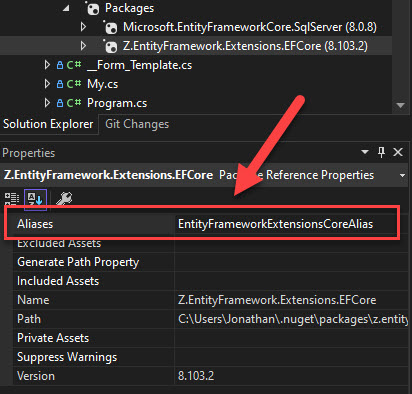 Packages
Microsoft.EntityFrameworkCore.SqlServer (8.0.8)
Z.EntityFramework.Extensions.EFCore (8.103.2)
C# __Form_Template.cs
C# My.cs
C# Program.cs
Solution Explorer Git Changes
Properties
Z.EntityFramework.Extensions.EFCore Package Reference Properties
Aliases EntityFrameworkExtensionsCoreAlias
Excluded Assets
Generate Path Property
Included Assets
Name Z.EntityFramework.Extensions.EFCore
Path C:\Users\Jonathan\.nuget\packages\z.entity
Private Assets
Suppress Warnings
Version 8.103.2